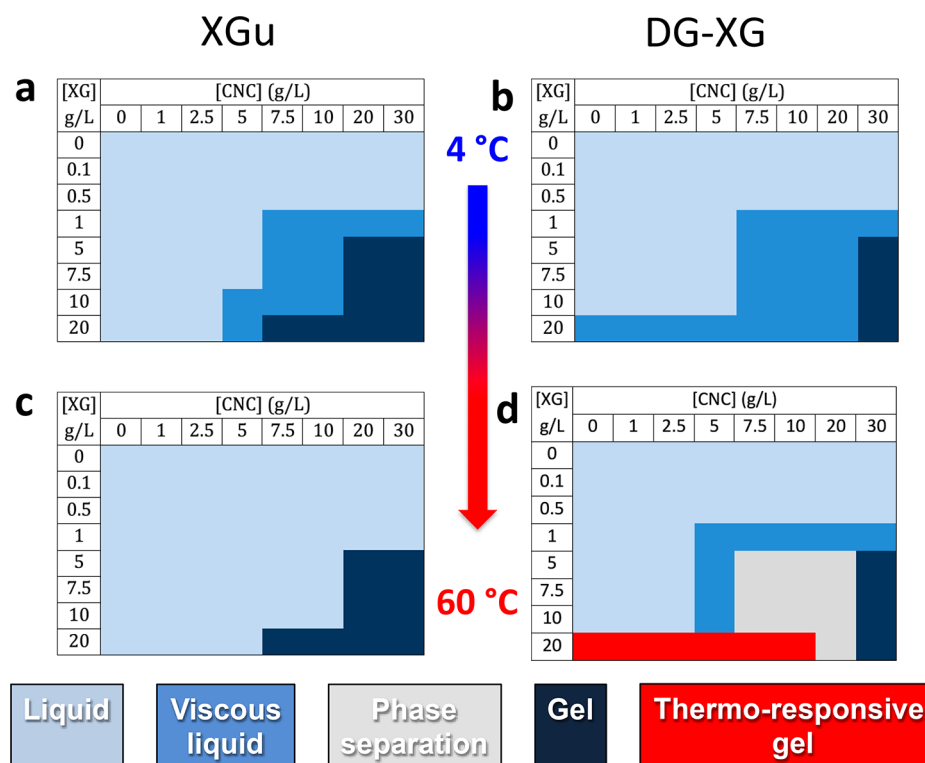 XGu DG-XG
a
[XG] [CNC] (g/L)
g/L 0 1 2.5 5 7.5 10 20 30
0
0.1
0.5
1
5
7.5
10
20
b
[XG] [CNC] (g/L)
g/L 0 1 2.5 5 7.5 10 20 30
0
0.1
0.5
1
5
7.5
10
20
4 °C
60 °C
c
[XG] [CNC] (g/L)
g/L 0 1 2.5 5 7.5 10 20 30
0
0.1
0.5
1
5
7.5
10
20
d
[XG] [CNC] (g/L)
g/L 0 1 2.5 5 7.5 10 20 30
0
0.1
0.5
1
5
7.5
10
20
Liquid
Viscous
liquid
Phase
separation
Gel
Thermo-responsive
gel